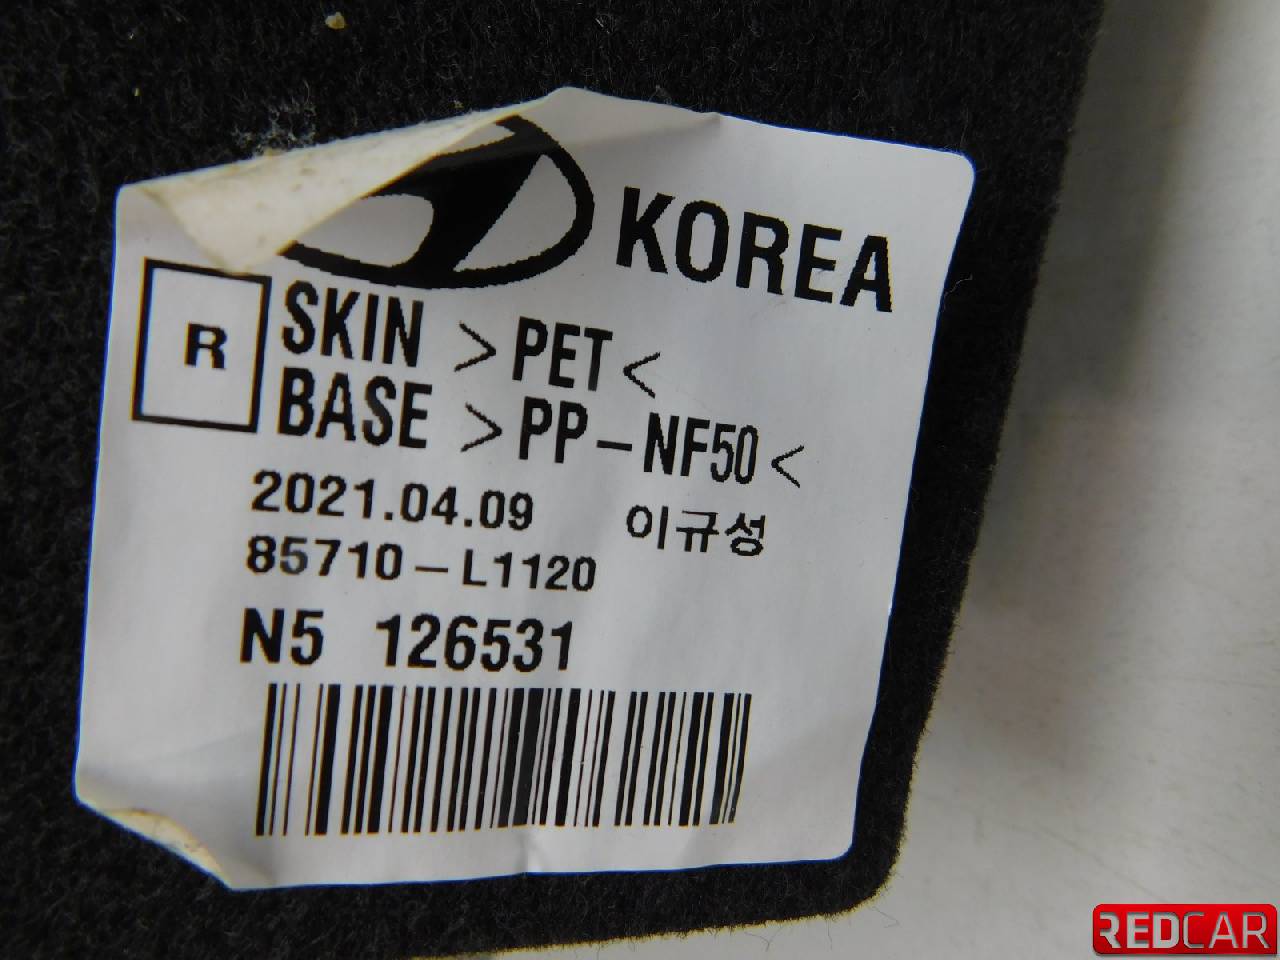 KOREA
R
SKIN >PET<
BASE >PP-NF50<
2021.04.09 이규성
85710-L1120
N5 126531
REDCAR